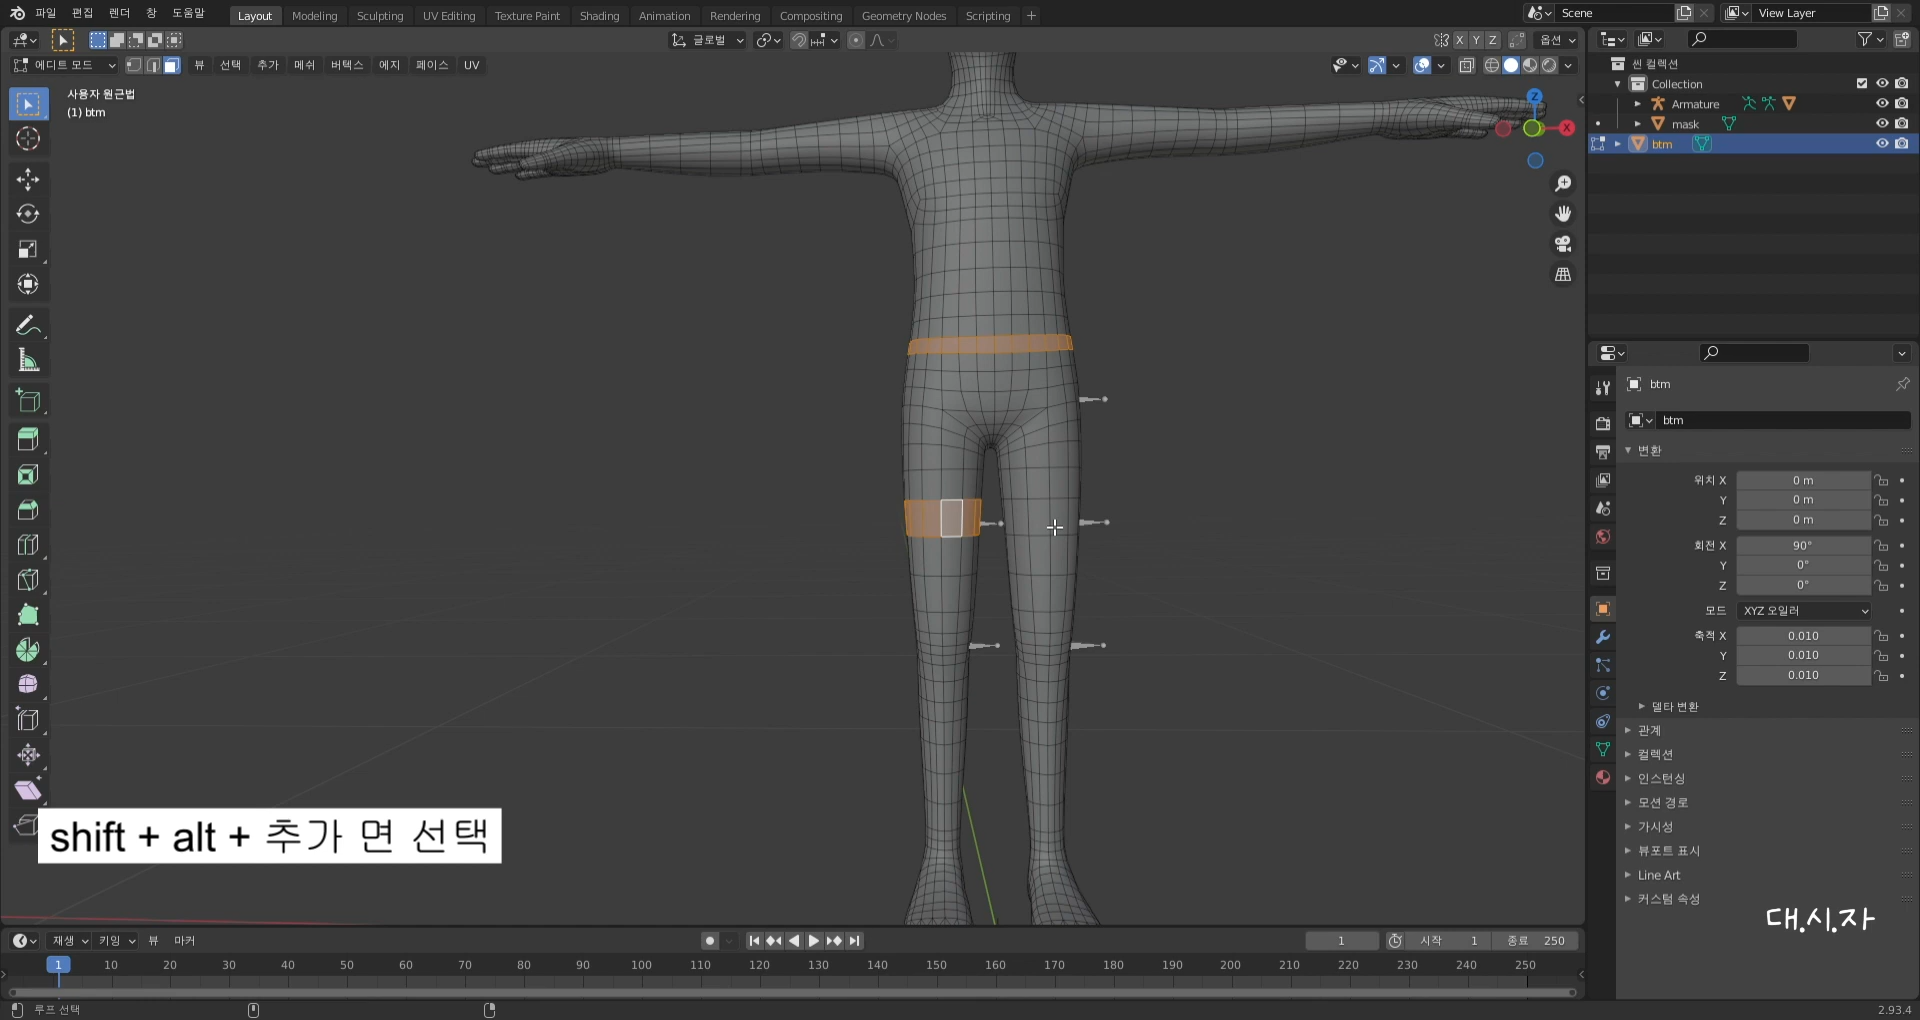 파일 편집 렌더 창 도움말 Layout Modeling Sculpting UV Editing Texture Paint Shading Animation Rendering Compositing Geometry Nodes Scripting + Scene View Layer
글로벌 X Y Z 옵션
에디트 모드 뷰 선택 추가 메쉬 버텍스 에지 페이스 UV
사용자 원근법
(1) btm
Z
X
씬 컬렉션
Collection
Armature
mask
btm
btm
btm
변환
위치 X 0 m
Y 0 m
Z 0 m
회전 X 90°
Y 0°
Z 0°
모드 XYZ 오일러
축적 X 0.010
Y 0.010
Z 0.010
델타 변환
관계
컬렉션
인스턴싱
모션 경로
가시성
뷰포트 표시
Line Art
커스텀 속성
shift + alt + 추가 면 선택
대.시.자
재생 키잉 뷰 마커 1 시작 1 종료 250
1 10 20 30 40 50 60 70 80 90 100 110 120 130 140 150 160 170 180 190 200 210 220 230 240 250
루프 선택 2.93.4